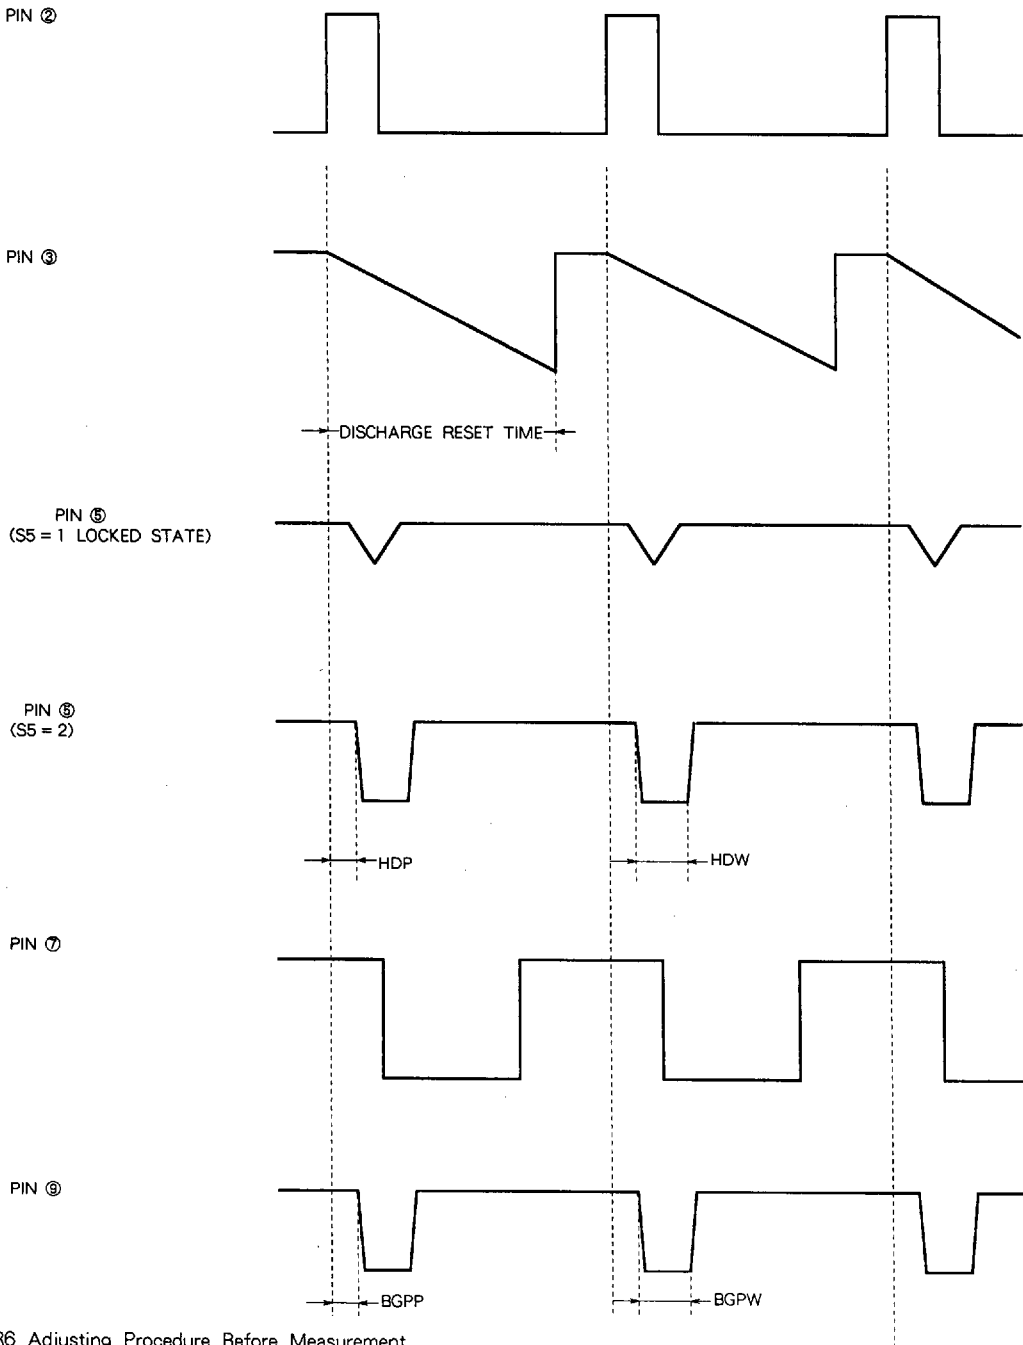 PIN ②
PIN ③
DISCHARGE RESET TIME
PIN ⑤
(S5 = 1 LOCKED STATE)
PIN ⑤
(S5 = 2)
HDP
HDW
PIN ⑦
PIN ⑨
BGPP
BGPW
R6 Adjusting Procedure Before Measurement